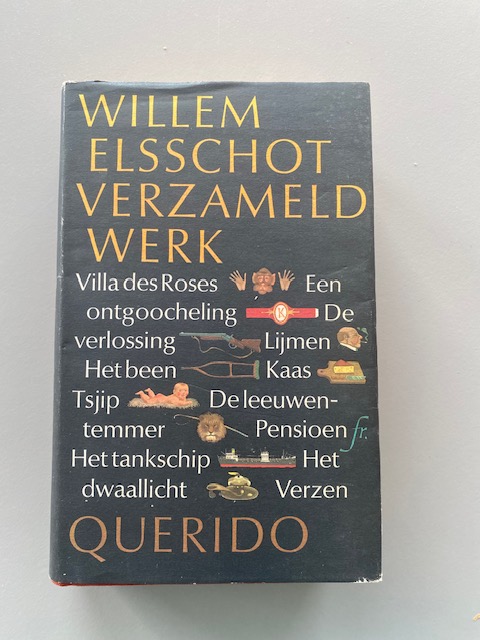 WILLEM
ELSSCHOT
VERZAMELD
WERK
Villa des Roses Een
ontgoocheling K De
verlossing Lijmen
Het been Kaas
Tsjip De leeuwen-
temmer Pensioen fr.
Het tankschip Het
dwaallicht Verzen
QUERIDO